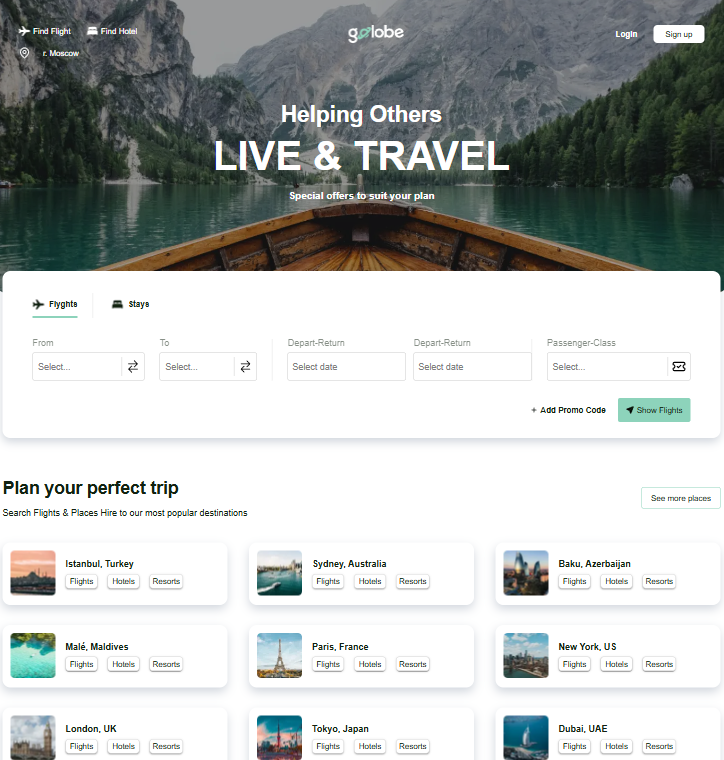 Find Flight Find Hotel
golobe
Login Sign up
г. Moscow
Helping Others
LIVE & TRAVEL
Special offers to suit your plan
Flyghts Stays
From To Depart-Return Depart-Return Passenger-Class
Select... Select... Select date Select date Select...
+ Add Promo Code Show Flights
Plan your perfect trip
See more places
Search Flights & Places Hire to our most popular destinations
Istanbul, Turkey
Flights Hotels Resorts
Sydney, Australia
Flights Hotels Resorts
Baku, Azerbaijan
Flights Hotels Resorts
Malé, Maldives
Flights Hotels Resorts
Paris, France
Flights Hotels Resorts
New York, US
Flights Hotels Resorts
London, UK
Flights Hotels Resorts
Tokyo, Japan
Flights Hotels Resorts
Dubai, UAE
Flights Hotels Resorts